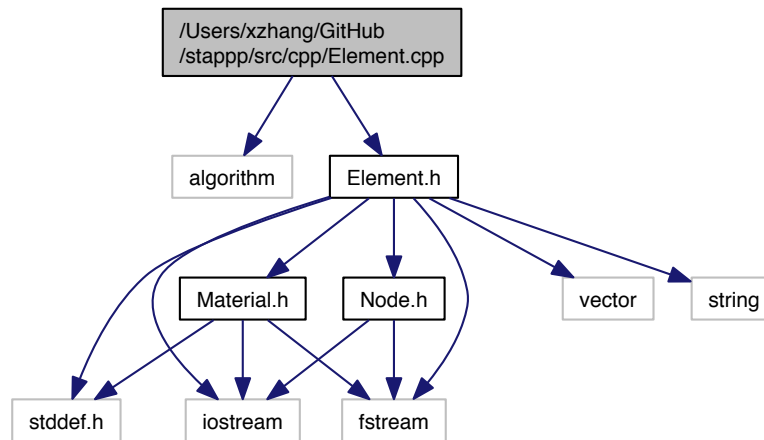 /Users/xzhang/GitHub
/stappp/src/cpp/Element.cpp
algorithm
Element.h
Material.h
Node.h
vector
string
stddef.h
iostream
fstream